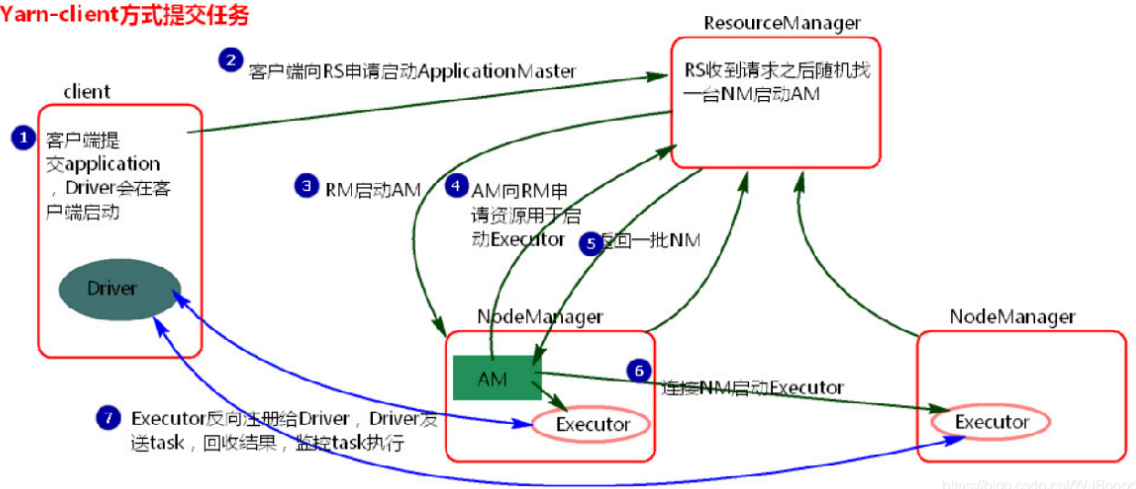 Yarn-client方式提交任务
ResourceManager
2
客户端向RS申请启动ApplicationMaster
RS收到请求之后随机找
一台NM启动AM
client
1
客户端提
交application
，Driver会在客
户端启动
3
RM启动AM
4
AM向RM申
请资源用于启
动Executor
5
返回一批NM
Driver
NodeManager
NodeManager
AM
6
连接NM启动Executor
7
Executor反向注册给Driver，Driver发
送task，回收结果，监控task执行
Executor
Executor